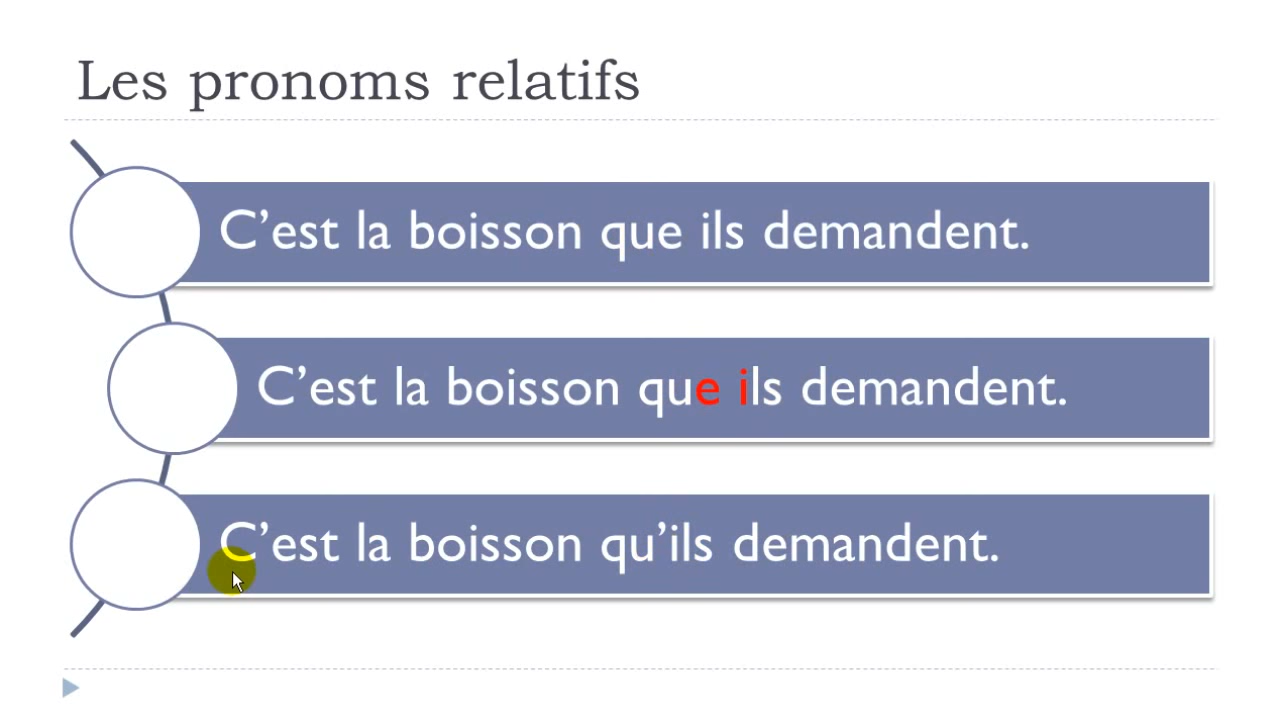 Les pronoms relatifs
C’est la boisson que ils demandent.
C’est la boisson que ils demandent.
C’est la boisson qu’ils demandent.